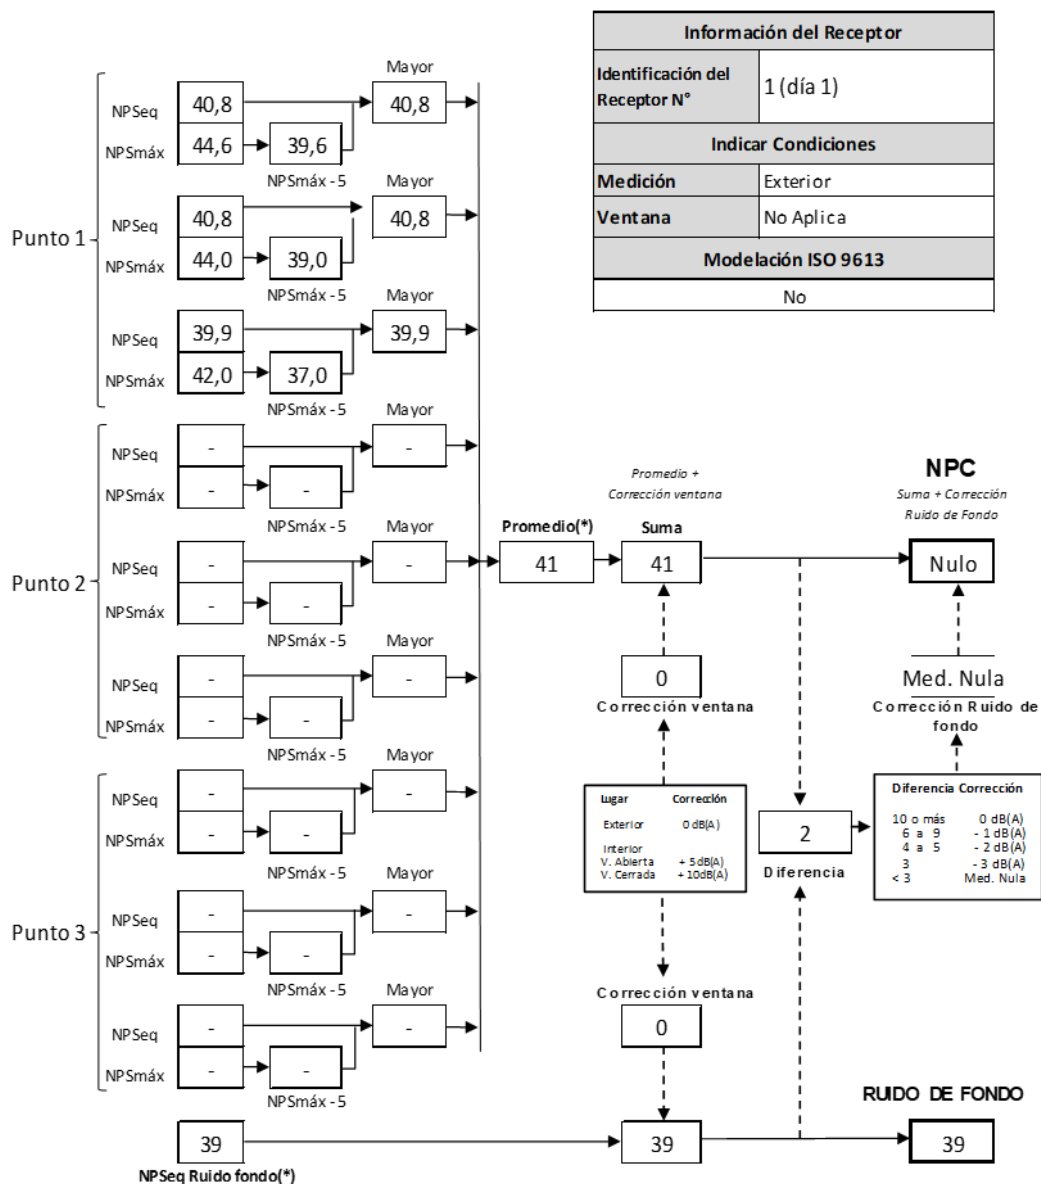 Información del Receptor
Identificación del Receptor N°
1 (día 1)
Indicar Condiciones
Medición
Exterior
Ventana
No Aplica
Modelación ISO 9613
No
Punto 1
Mayor
NPSeq
40,8
40,8
NPSmáx
44,6
39,6
NPSmáx - 5
Mayor
NPSeq
40,8
40,8
NPSmáx
44,0
39,0
NPSmáx - 5
Mayor
NPSeq
39,9
39,9
NPSmáx
42,0
37,0
NPSmáx - 5
Punto 2
Mayor
NPSeq
-
-
NPSmáx
-
-
NPSmáx - 5
Mayor
NPSeq
-
-
NPSmáx
-
-
NPSmáx - 5
Mayor
NPSeq
-
-
NPSmáx
-
-
NPSmáx - 5
Punto 3
Mayor
NPSeq
-
-
NPSmáx
-
-
NPSmáx - 5
Mayor
NPSeq
-
-
NPSmáx
-
-
NPSmáx - 5
Mayor
NPSeq
-
-
NPSmáx
-
-
NPSmáx - 5
Promedio(*)
41
Promedio +
Corrección ventana
Suma
41
NPC
Suma + Corrección
Ruido de Fondo
Nulo
0
Corrección ventana
Med. Nula
Corrección Ruido de
fondo
Lugar Corrección
Exterior 0 dB(A)
Interior
V. Abierta + 5dB(A)
V. Cerrada + 10dB(A)
2
Diferencia
Diferencia Corrección
10 o más 0 dB(A)
6 a 9 - 1 dB(A)
4 a 5 - 2 dB(A)
3 - 3 dB(A)
< 3 Med. Nula
Corrección ventana
0
RUIDO DE FONDO
39
39
39
NPSeq Ruido fondo(*)